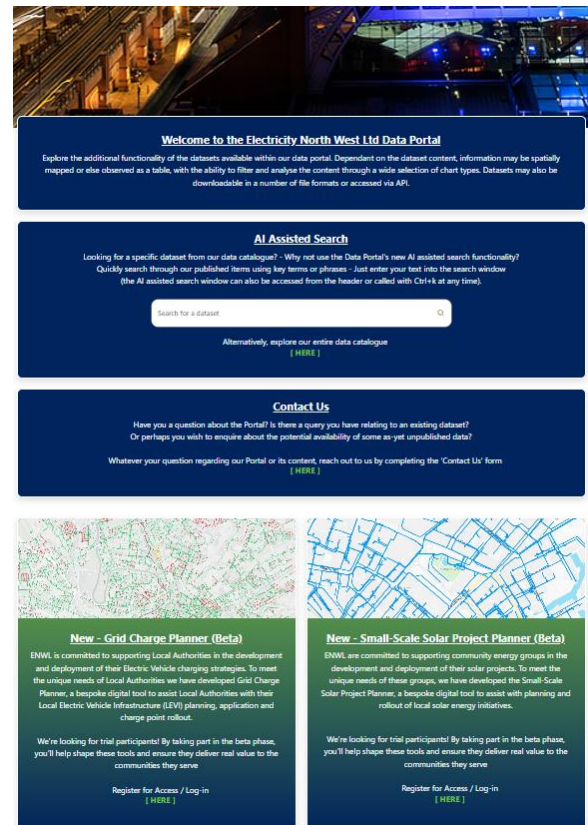 Welcome to the Electricity North West Ltd Data Portal
Explore the additional functionality of the datasets available within our data portal. Dependant on the dataset content, information may be spatially
mapped or else observed as a table, with the ability to filter and analyse the content through a wide selection of chart types. Datasets may also be
downloadable in a number of file formats or accessed via API.
AI Assisted Search
Looking for a specific dataset from our data catalogue? - Why not use the Data Portal's new AI assisted search functionality?
Quickly search through our published items using key terms or phrases - Just enter your text into the search window
(the AI assisted search window can also be accessed from the header or called with Ctrl+k at any time).
Search for a dataset
Alternatively, explore our entire data catalogue
[ HERE ]
Contact Us
Have you a question about the Portal? Is there a query you have relating to an existing dataset?
Or perhaps you wish to enquire about the potential availability of some as-yet unpublished data?
Whatever your question regarding our Portal or its content, reach out to us by completing the 'Contact Us' form
[ HERE ]
New - Grid Charge Planner (Beta)
ENWL is committed to supporting Local Authorities in the development
and deployment of their Electric Vehicle charging strategies. To meet
the unique needs of Local Authorities we have developed Grid Charge
Planner, a bespoke digital tool to assist Local Authorities with their
Local Electric Vehicle Infrastructure (LEVI) planning, application and
charge point rollout.
We're looking for trial participants! By taking part in the beta phase,
you'll help shape these tools and ensure they deliver real value to the
communities they serve
Register for Access / Log-in
[ HERE ]
New - Small-Scale Solar Project Planner (Beta)
ENWL are committed to supporting community energy groups in the
development and deployment of their solar projects. To meet the
unique needs of these groups, we have developed the Small-Scale
Solar Project Planner, a bespoke digital tool to assist with planning and
rollout of local solar energy initiatives.
We're looking for trial participants! By taking part in the beta phase,
you'll help shape these tools and ensure they deliver real value to the
communities they serve
Register for Access / Log-in
[ HERE ]